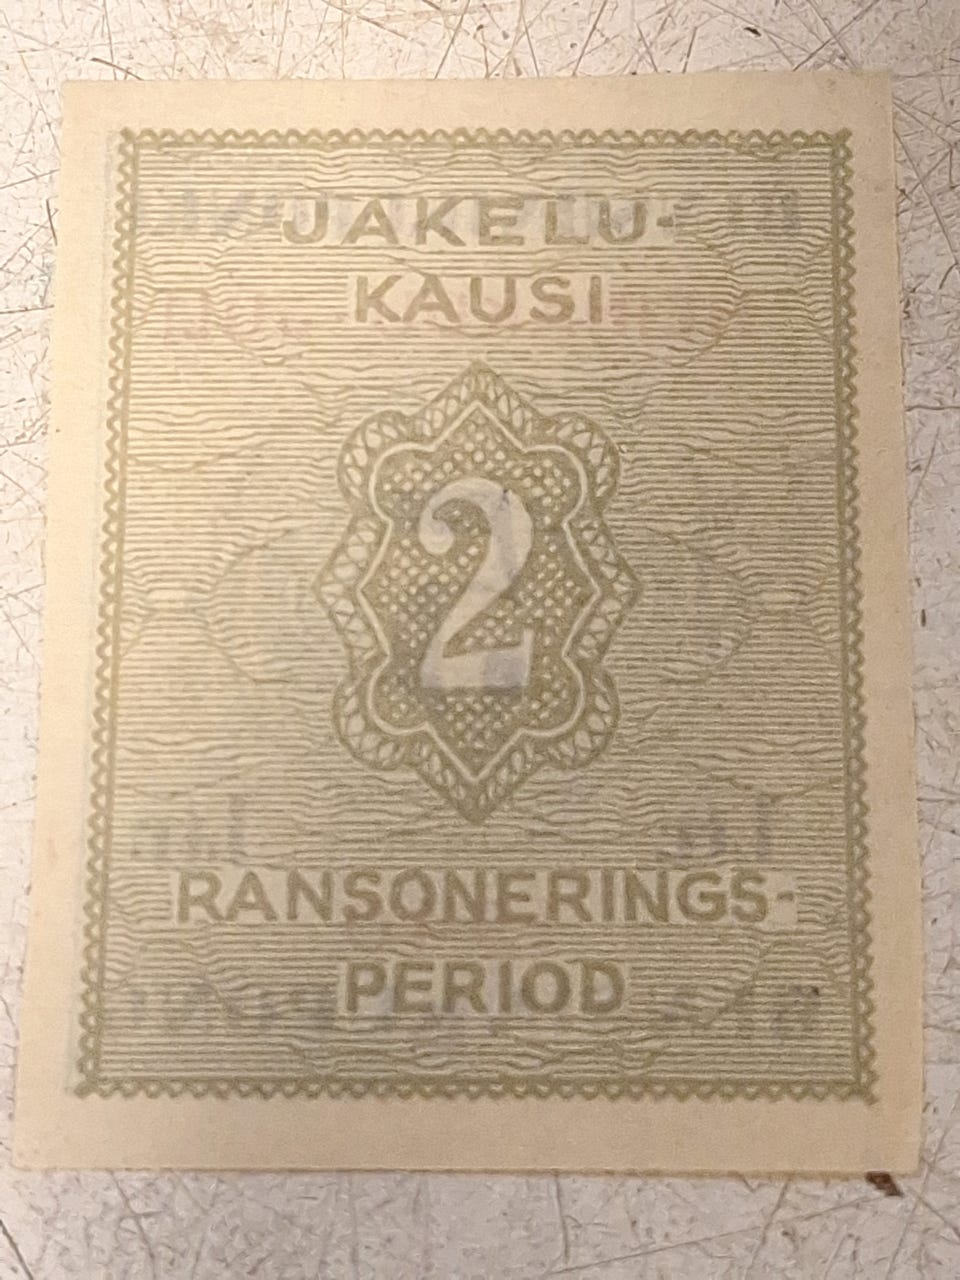 JAKELU-
KAUSI
2
RANSONERINGS-
PERIOD